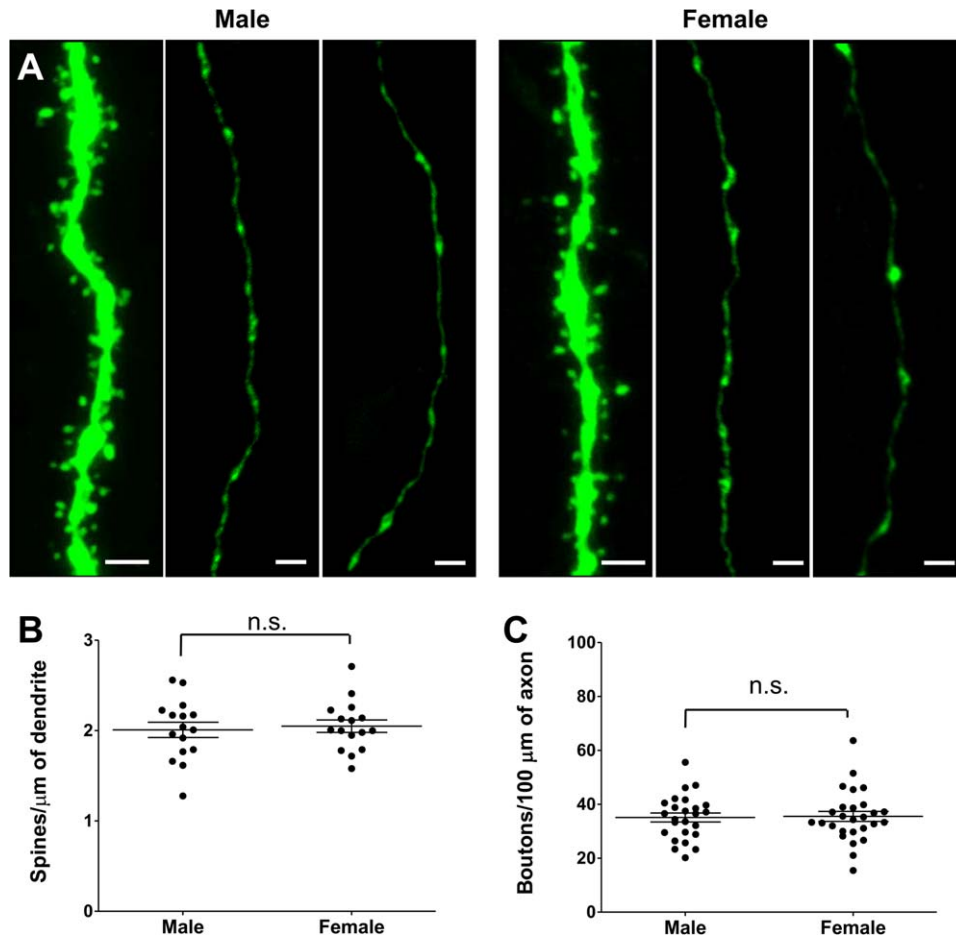 Male Female
A
B
n.s.
3
2
1
0
Spines/μm of dendrite
Male Female
C
n.s.
100
80
60
40
20
0
Boutons/100 μm of axon
Male Female